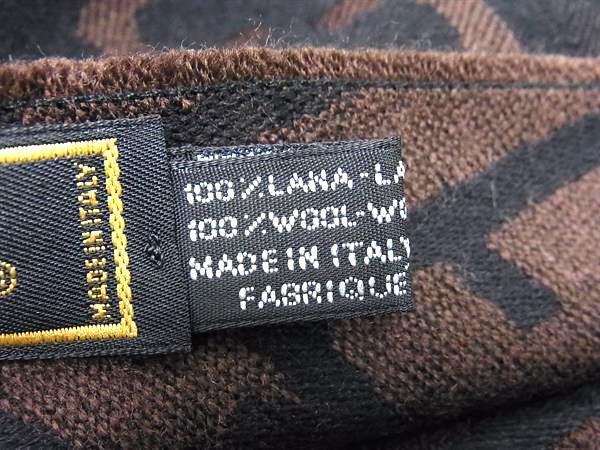 MADE IN ITALY
®
100%LANA-LA
100%WOOL-WO
MADE IN ITALY
FABRIQUE